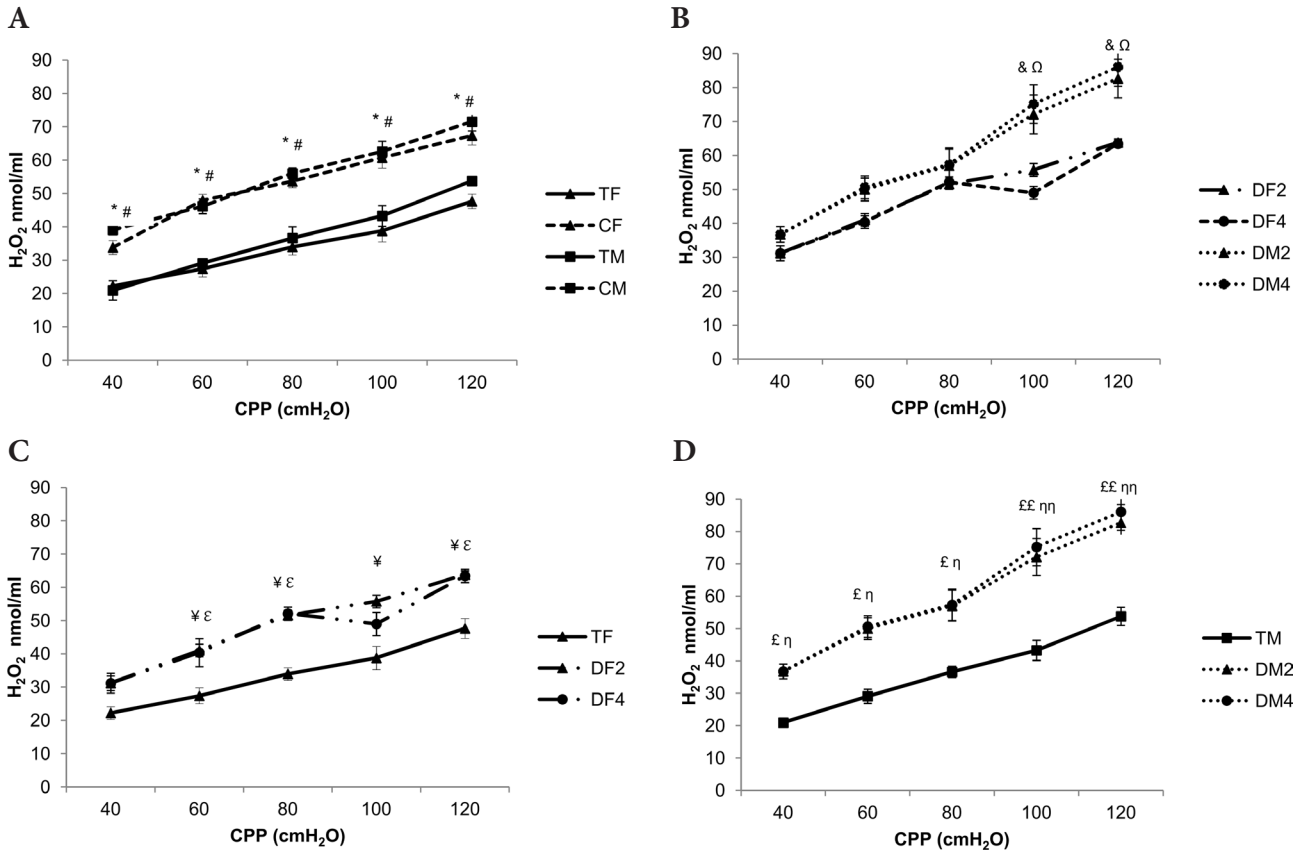 A
H₂O₂ nmol/ml
90
80
70
60
50
40
30
20
10
0
* #
* #
* #
* #
* #
40 60 80 100 120
CPP (cmH₂O)
TF
CF
TM
CM
B
H₂O₂ nmol/ml
90
80
70
60
50
40
30
20
10
0
& Ω
& Ω
40 60 80 100 120
CPP (cmH₂O)
DF2
DF4
DM2
DM4
C
H₂O₂ nmol/ml
90
80
70
60
50
40
30
20
10
0
¥ Ɛ
¥ Ɛ
¥
¥ Ɛ
40 60 80 100 120
CPP (cmH₂O)
TF
DF2
DF4
D
H₂O₂ nmol/ml
90
80
70
60
50
40
30
20
10
0
£ η
£ η
£ η
££ ηη
££ ηη
40 60 80 100 120
CPP (cmH₂O)
TM
DM2
DM4